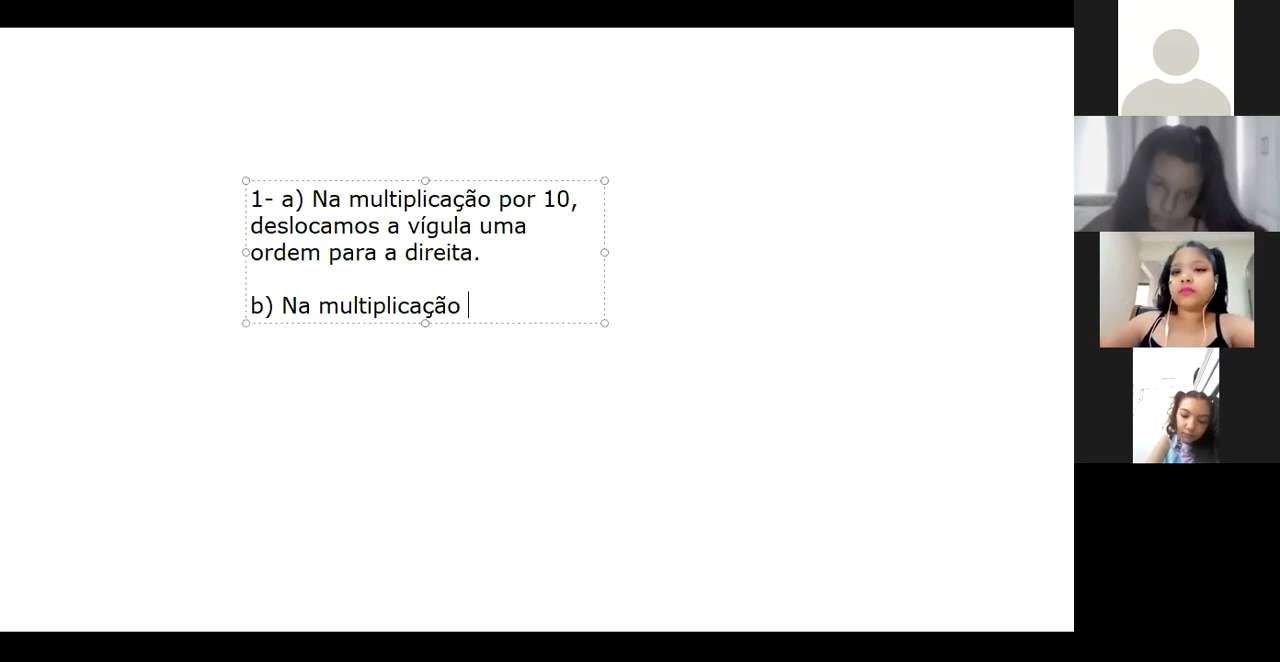 1- a) Na multiplicação por 10,
deslocamos a vígula uma
ordem para a direita.
b) Na multiplicação